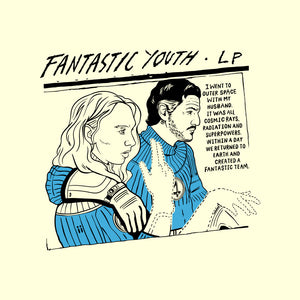 FANTASTIC YOUTH · LP
I WENT TO
OUTER SPACE
WITH MY
HUSBAND.
IT WAS ALL
COSMIC RAYS,
RADIATION AND
SUPERPOWERS.
WITHIN A DAY
WE RETURNED TO
EARTH AND
CREATED A
FANTASTIC TEAM.